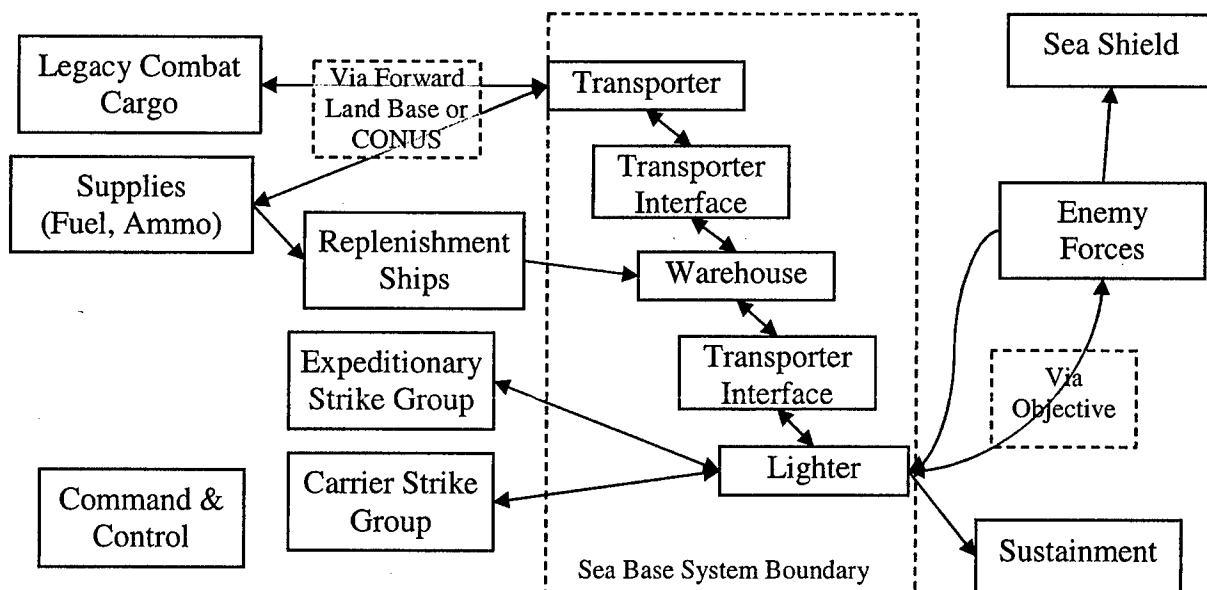 Legacy Combat
Cargo
Via Forward
Land Base or
CONUS
Transporter
Sea Shield
Supplies
(Fuel, Ammo)
Transporter
Interface
Replenishment
Ships
Warehouse
Enemy
Forces
Expeditionary
Strike Group
Transporter
Interface
Via
Objective
Command &
Control
Carrier Strike
Group
Lighter
Sustainment
Sea Base System Boundary